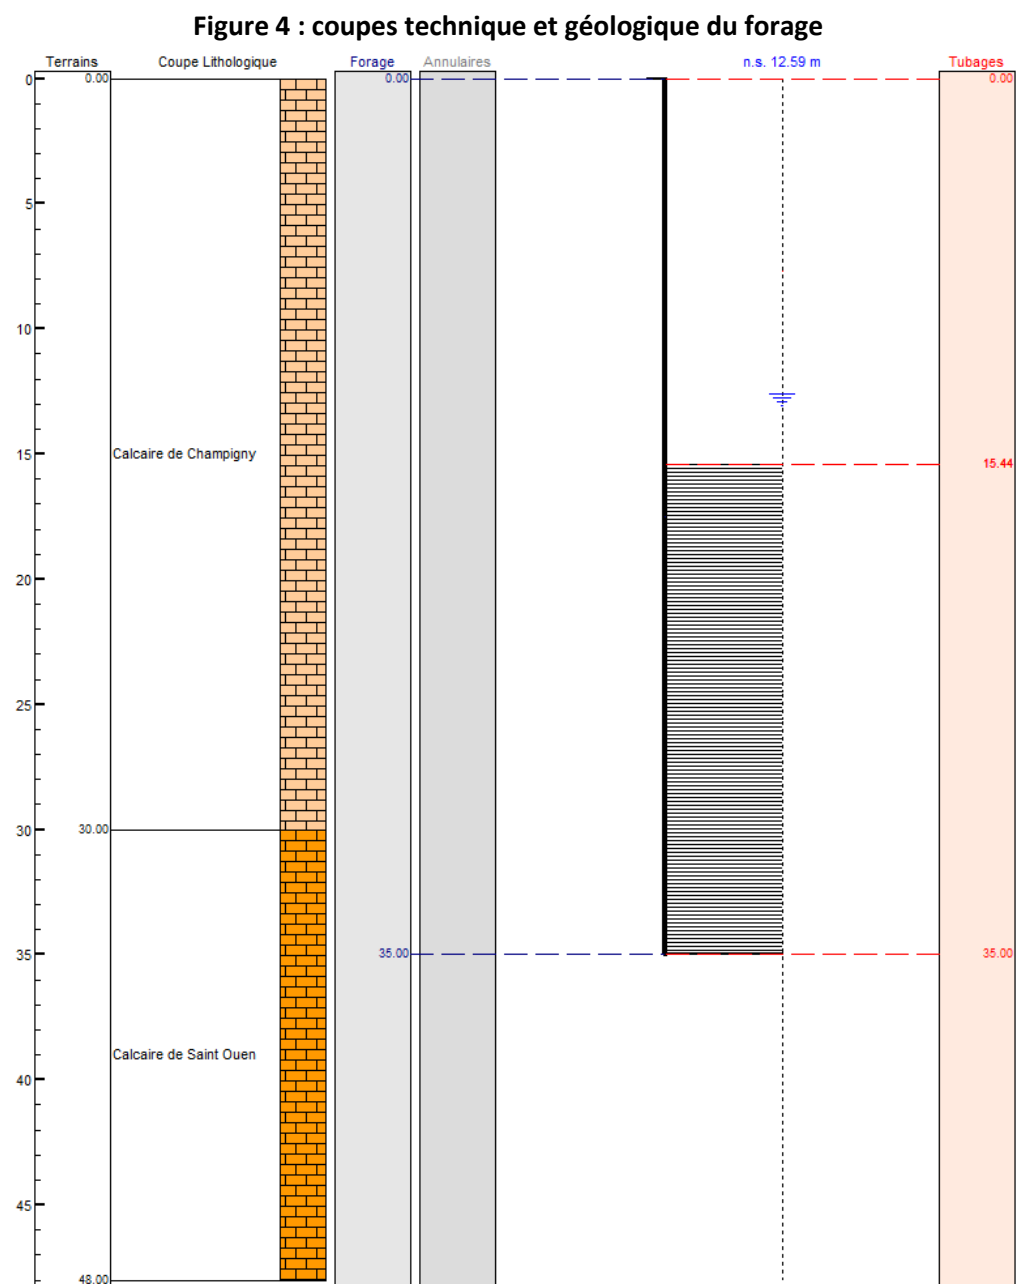 Figure 4 : coupes technique et géologique du forage
Terrains Coupe Lithologique Forage Annulaires n.s. 12.59 m Tubages
0 0.00 0.00 0.00
5
10
Calcaire de Champigny
15 15.44
20
25
30 30.00
35 35.00 35.00
Calcaire de Saint Ouen
40
45
48.00